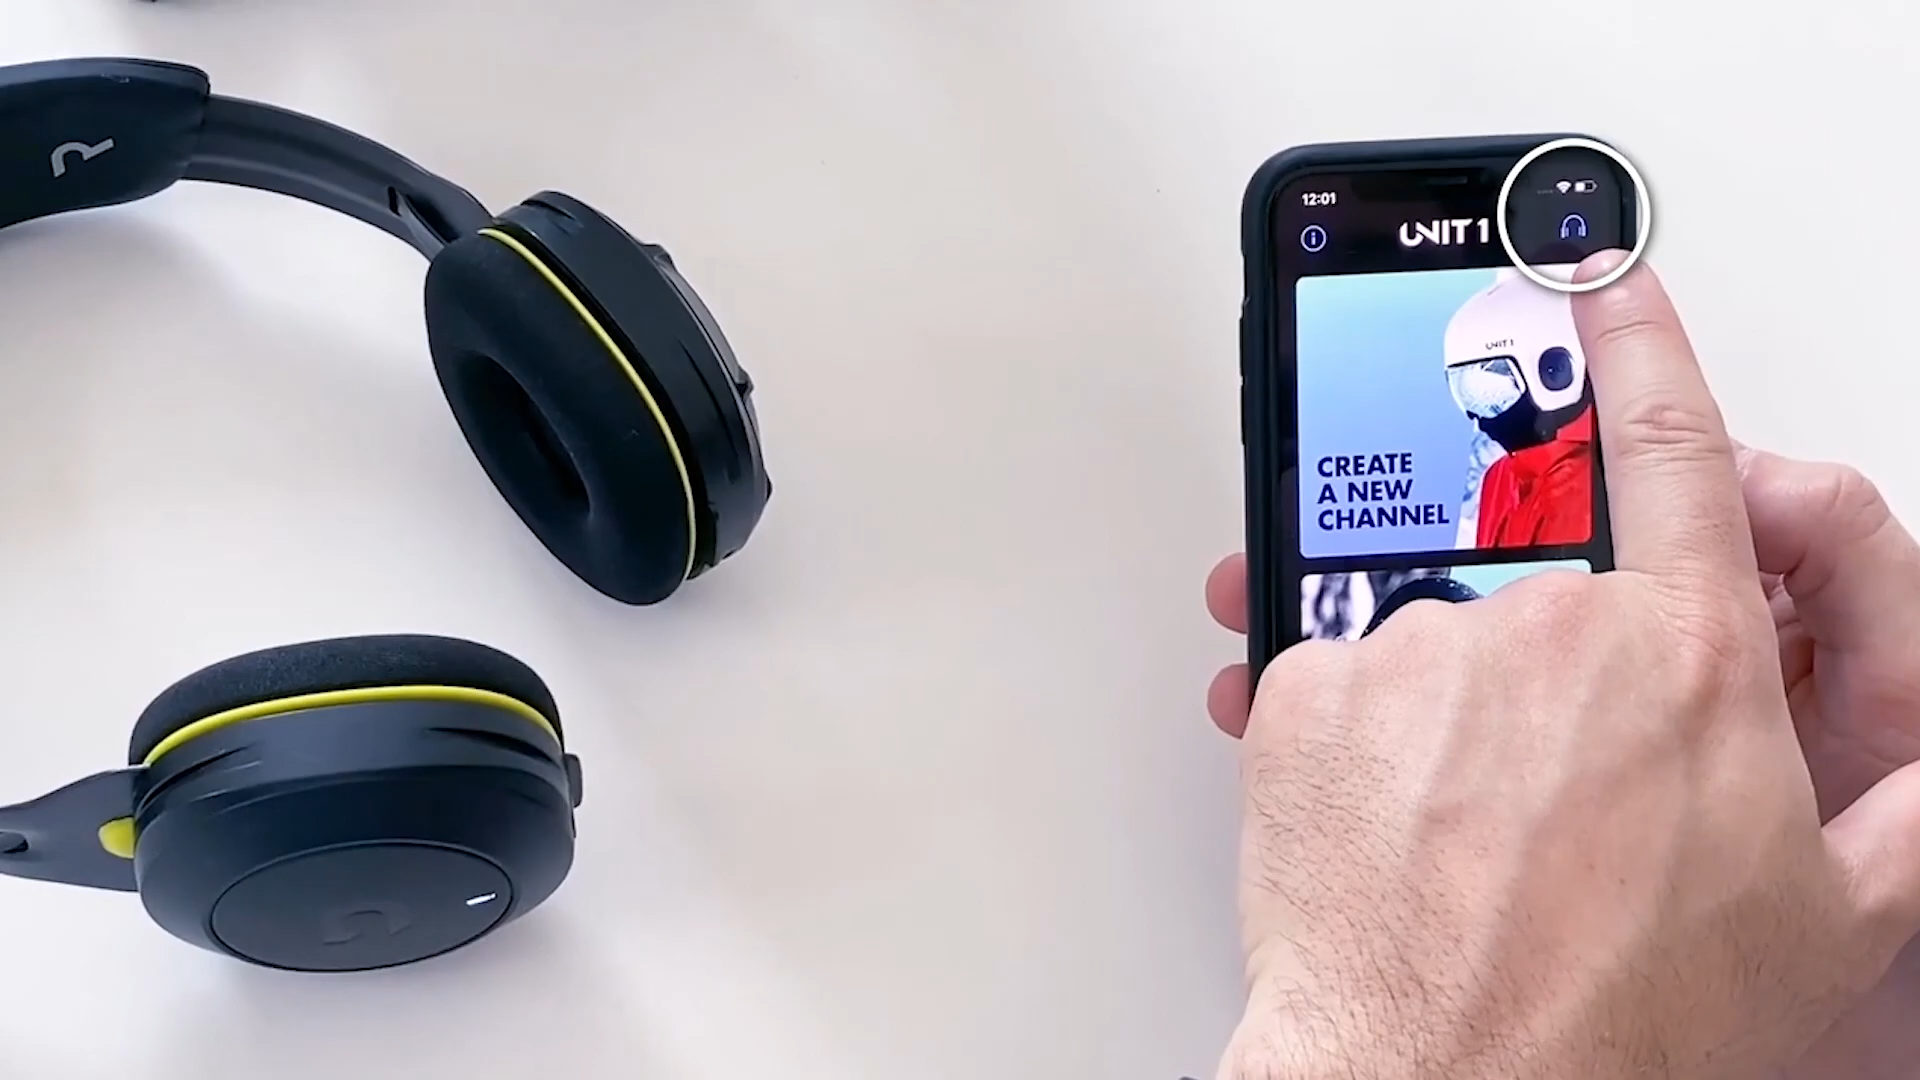 12:01
UNIT 1
UNIT 1
CREATE
A NEW
CHANNEL